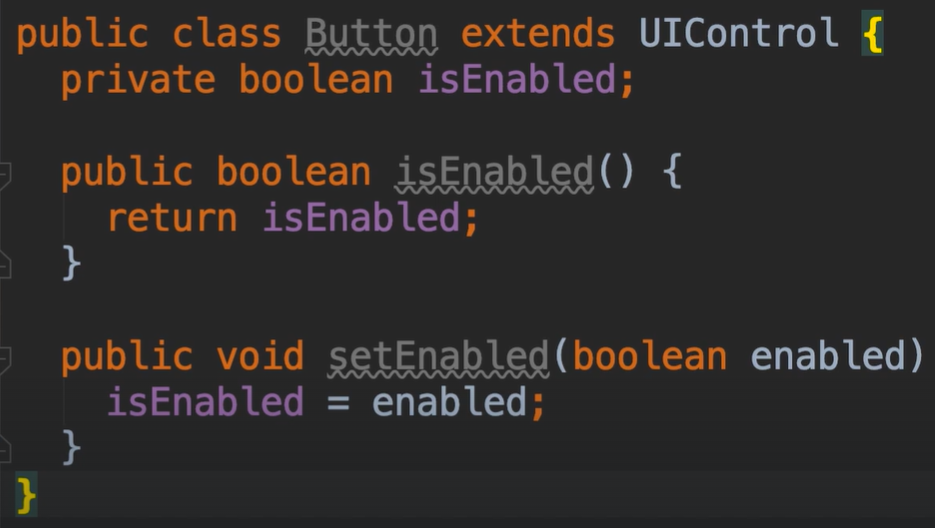 public class Button extends UIControl {
private boolean isEnabled;
public boolean isEnabled() {
return isEnabled;
}
public void setEnabled(boolean enabled)
isEnabled = enabled;
}
}